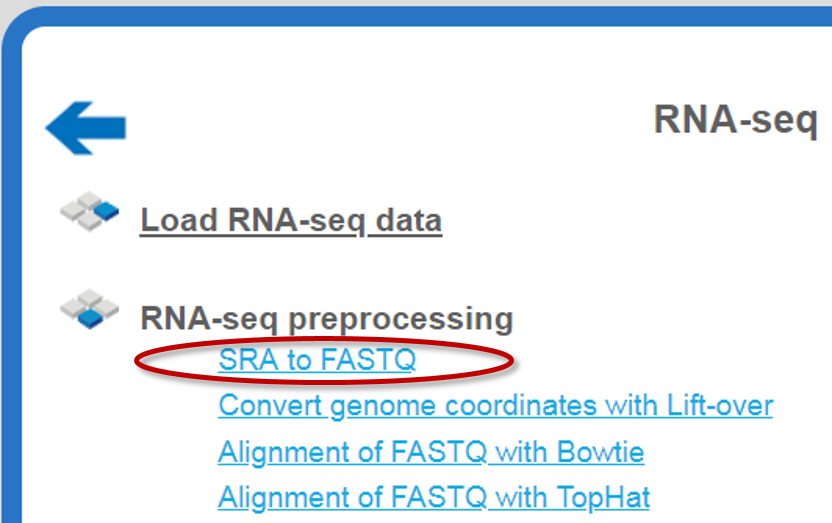 RNA-seq
Load RNA-seq data
RNA-seq preprocessing
SRA to FASTQ
Convert genome coordinates with Lift-over
Alignment of FASTQ with Bowtie
Alignment of FASTQ with TopHat